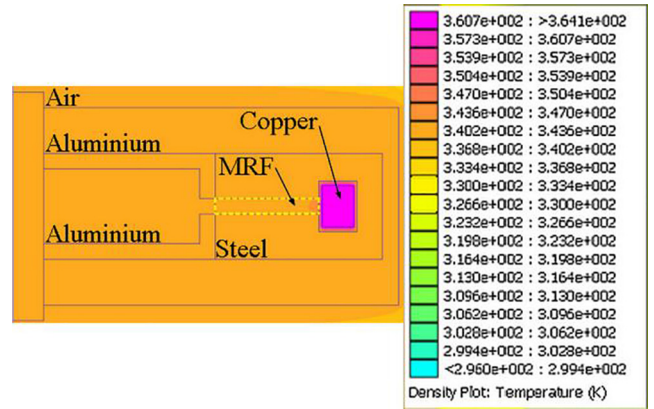 Air
Copper
Aluminium
MRF
Aluminium
Steel
3.607e+002 : >3.641e+002
3.573e+002 : 3.607e+002
3.539e+002 : 3.573e+002
3.504e+002 : 3.539e+002
3.470e+002 : 3.504e+002
3.436e+002 : 3.470e+002
3.402e+002 : 3.436e+002
3.368e+002 : 3.402e+002
3.334e+002 : 3.368e+002
3.300e+002 : 3.334e+002
3.266e+002 : 3.300e+002
3.232e+002 : 3.266e+002
3.198e+002 : 3.232e+002
3.164e+002 : 3.198e+002
3.130e+002 : 3.164e+002
3.096e+002 : 3.130e+002
3.062e+002 : 3.096e+002
3.028e+002 : 3.062e+002
2.994e+002 : 3.028e+002
<2.960e+002 : 2.994e+002
Density Plot: Temperature (K)